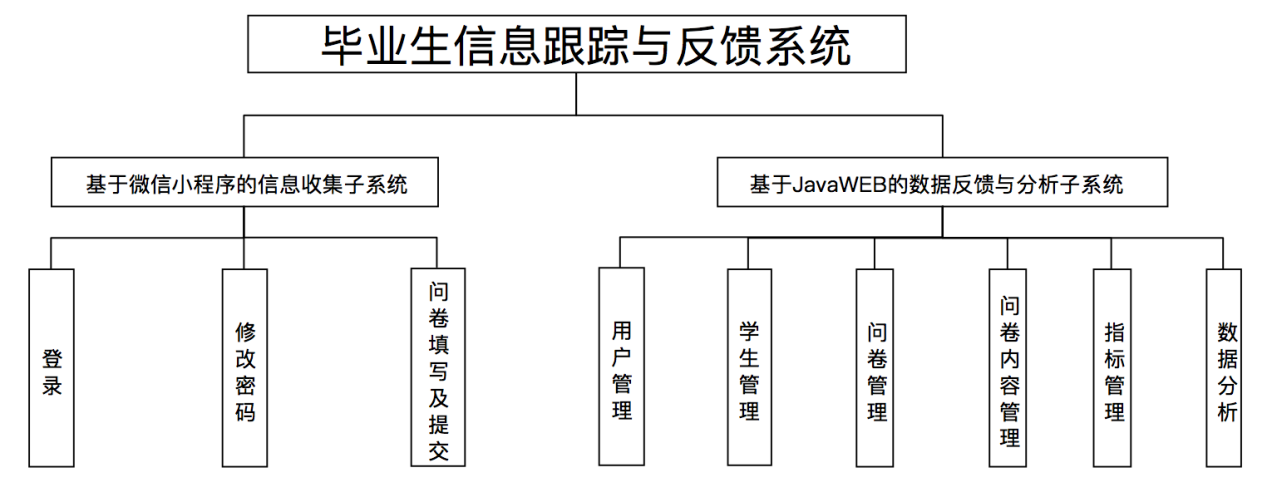 毕业生信息跟踪与反馈系统
基于微信小程序的信息收集子系统
基于JavaWEB的数据反馈与分析子系统
登录
修改密码
问卷填写及提交
用户管理
学生管理
问卷管理
问卷内容管理
指标管理
数据分析